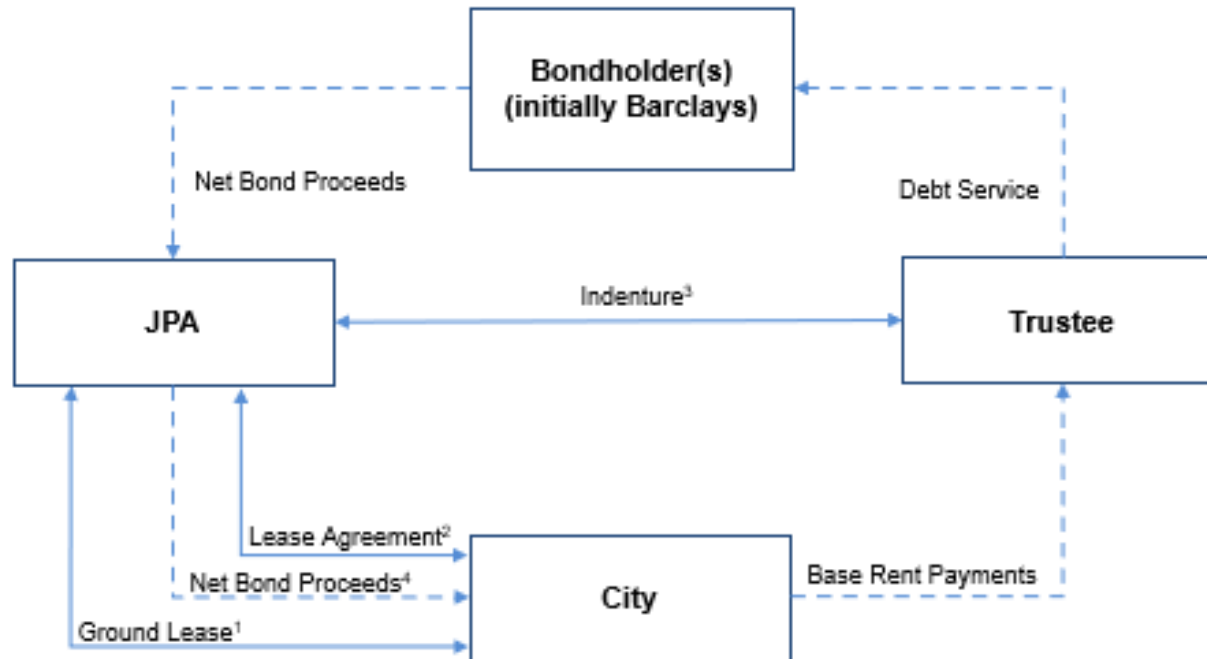 Bondholder(s)
(initially Barclays)
Net Bond Proceeds
Debt Service
Indenture³
JPA
Trustee
Lease Agreement²
Net Bond Proceeds⁴
Base Rent Payments
City
Ground Lease¹